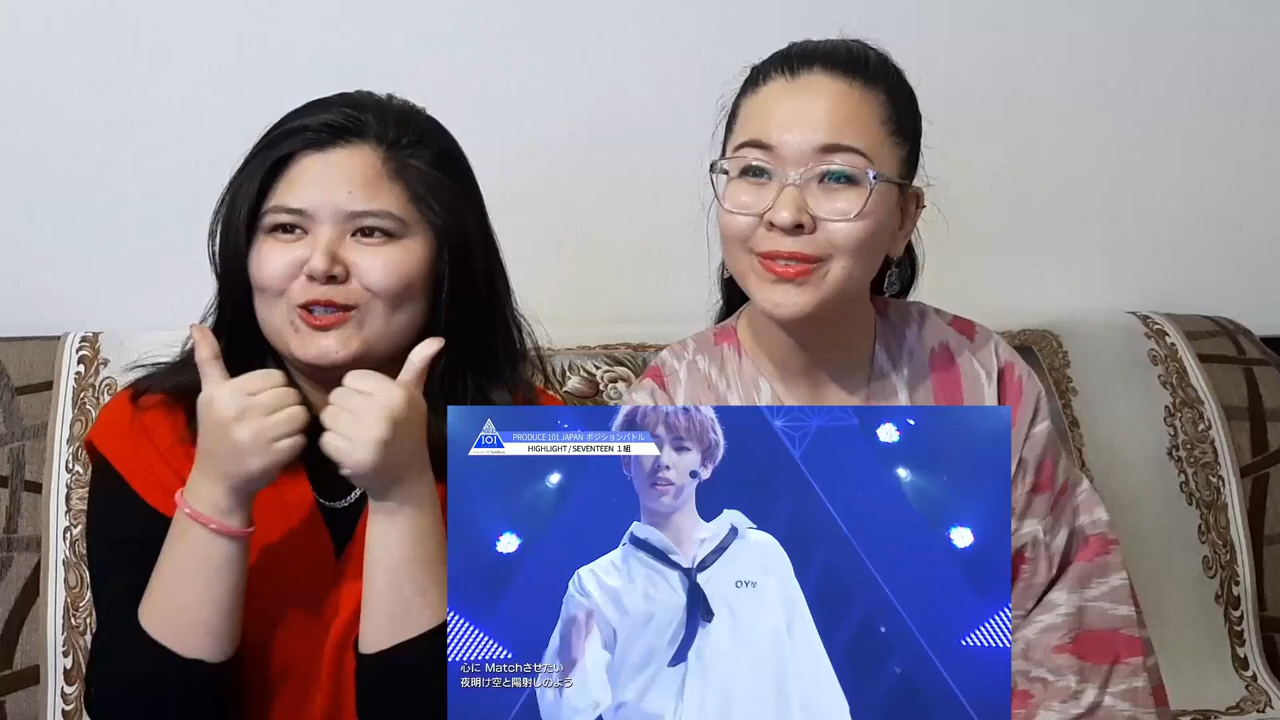 101
PRODUCE 101 JAPAN ポジションバトル
HIGHLIGHT / SEVENTEEN １組
心に Matchさせたい
夜明け空と陽射しのよう